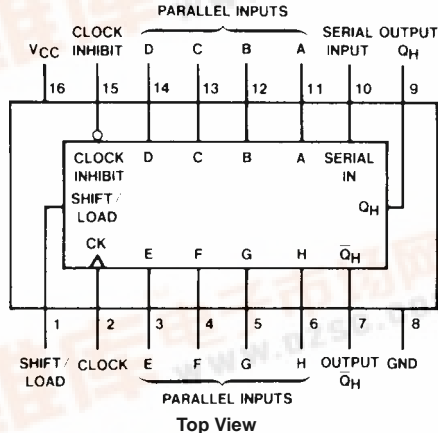 PARALLEL INPUTS
VCC CLOCK INHIBIT D C B A SERIAL INPUT OUTPUT QH
16 15 14 13 12 11 10 9
CLOCK INHIBIT D C B A SERIAL IN
SHIFT/ LOAD QH
CK E F G H Q̅H
1 2 3 4 5 6 7 8
SHIFT/ LOAD CLOCK E F G H OUTPUT Q̅H GND
PARALLEL INPUTS
Top View